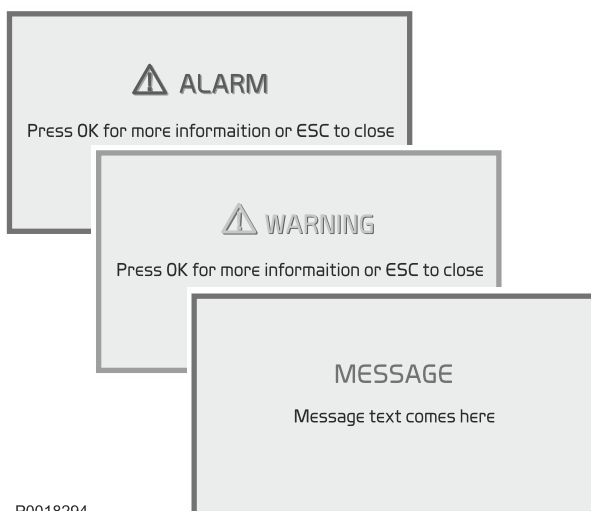 ALARM
Press OK for more informaition or ESC to close
WARNING
Press OK for more informaition or ESC to close
MESSAGE
Message text comes here
P0018294